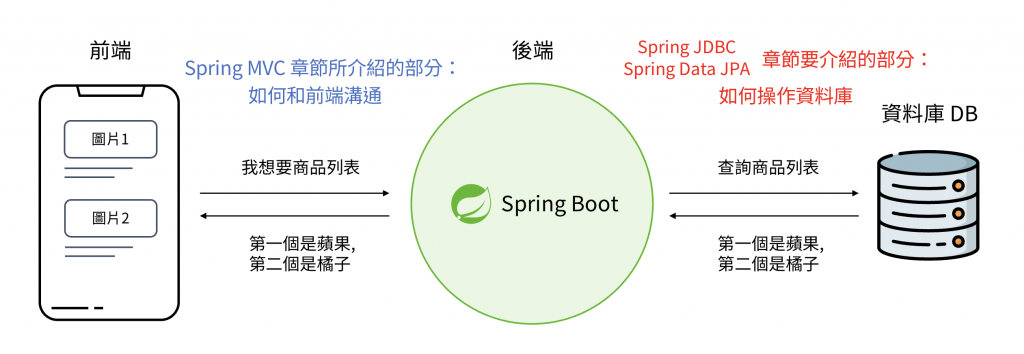 前端
Spring MVC 章節所介紹的部分：
如何和前端溝通
後端
Spring JDBC
Spring Data JPA
章節要介紹的部分：
如何操作資料庫
資料庫 DB
圖片1
圖片2
我想要商品列表
第一個是蘋果,
第二個是橘子
Spring Boot
查詢商品列表
第一個是蘋果,
第二個是橘子